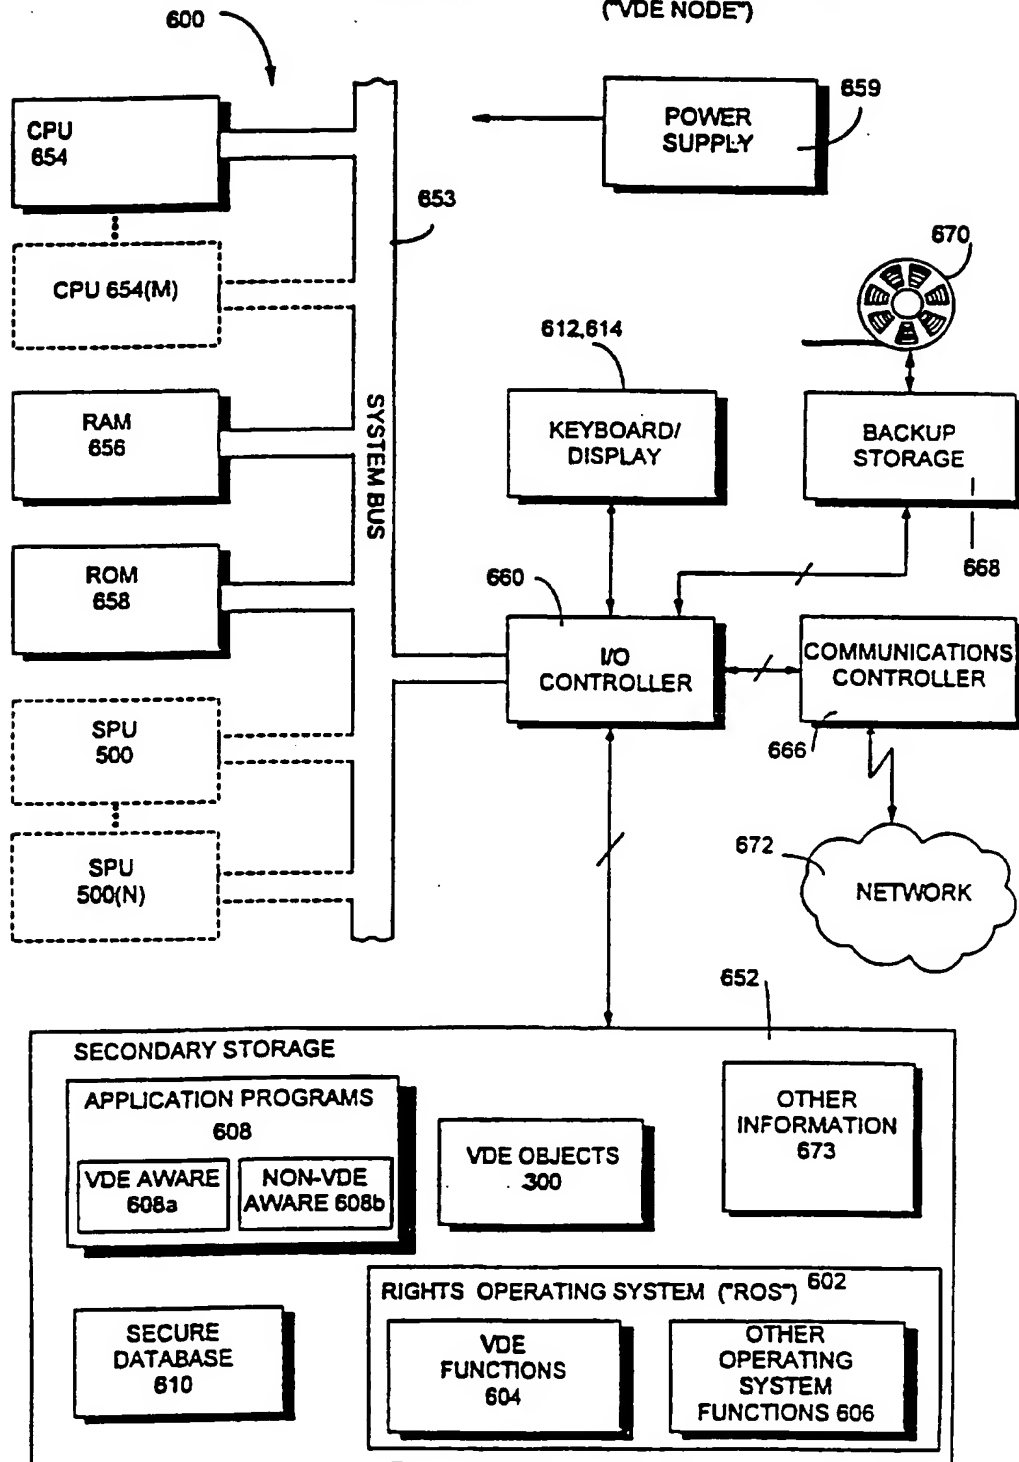 ("VDE NODE")
600
CPU
654
POWER
SUPPLY
659
653
CPU 654(M)
670
612,614
RAM
656
SYSTEM BUS
KEYBOARD/
DISPLAY
BACKUP
STORAGE
668
ROM
658
660
I/O
CONTROLLER
COMMUNICATIONS
CONTROLLER
666
SPU
500
SPU
500(N)
672
NETWORK
652
SECONDARY STORAGE
APPLICATION PROGRAMS
608
VDE AWARE
608a
NON-VDE
AWARE 608b
VDE OBJECTS
300
OTHER
INFORMATION
673
SECURE
DATABASE
610
RIGHTS OPERATING SYSTEM ("ROS") 602
VDE
FUNCTIONS
604
OTHER
OPERATING
SYSTEM
FUNCTIONS 606